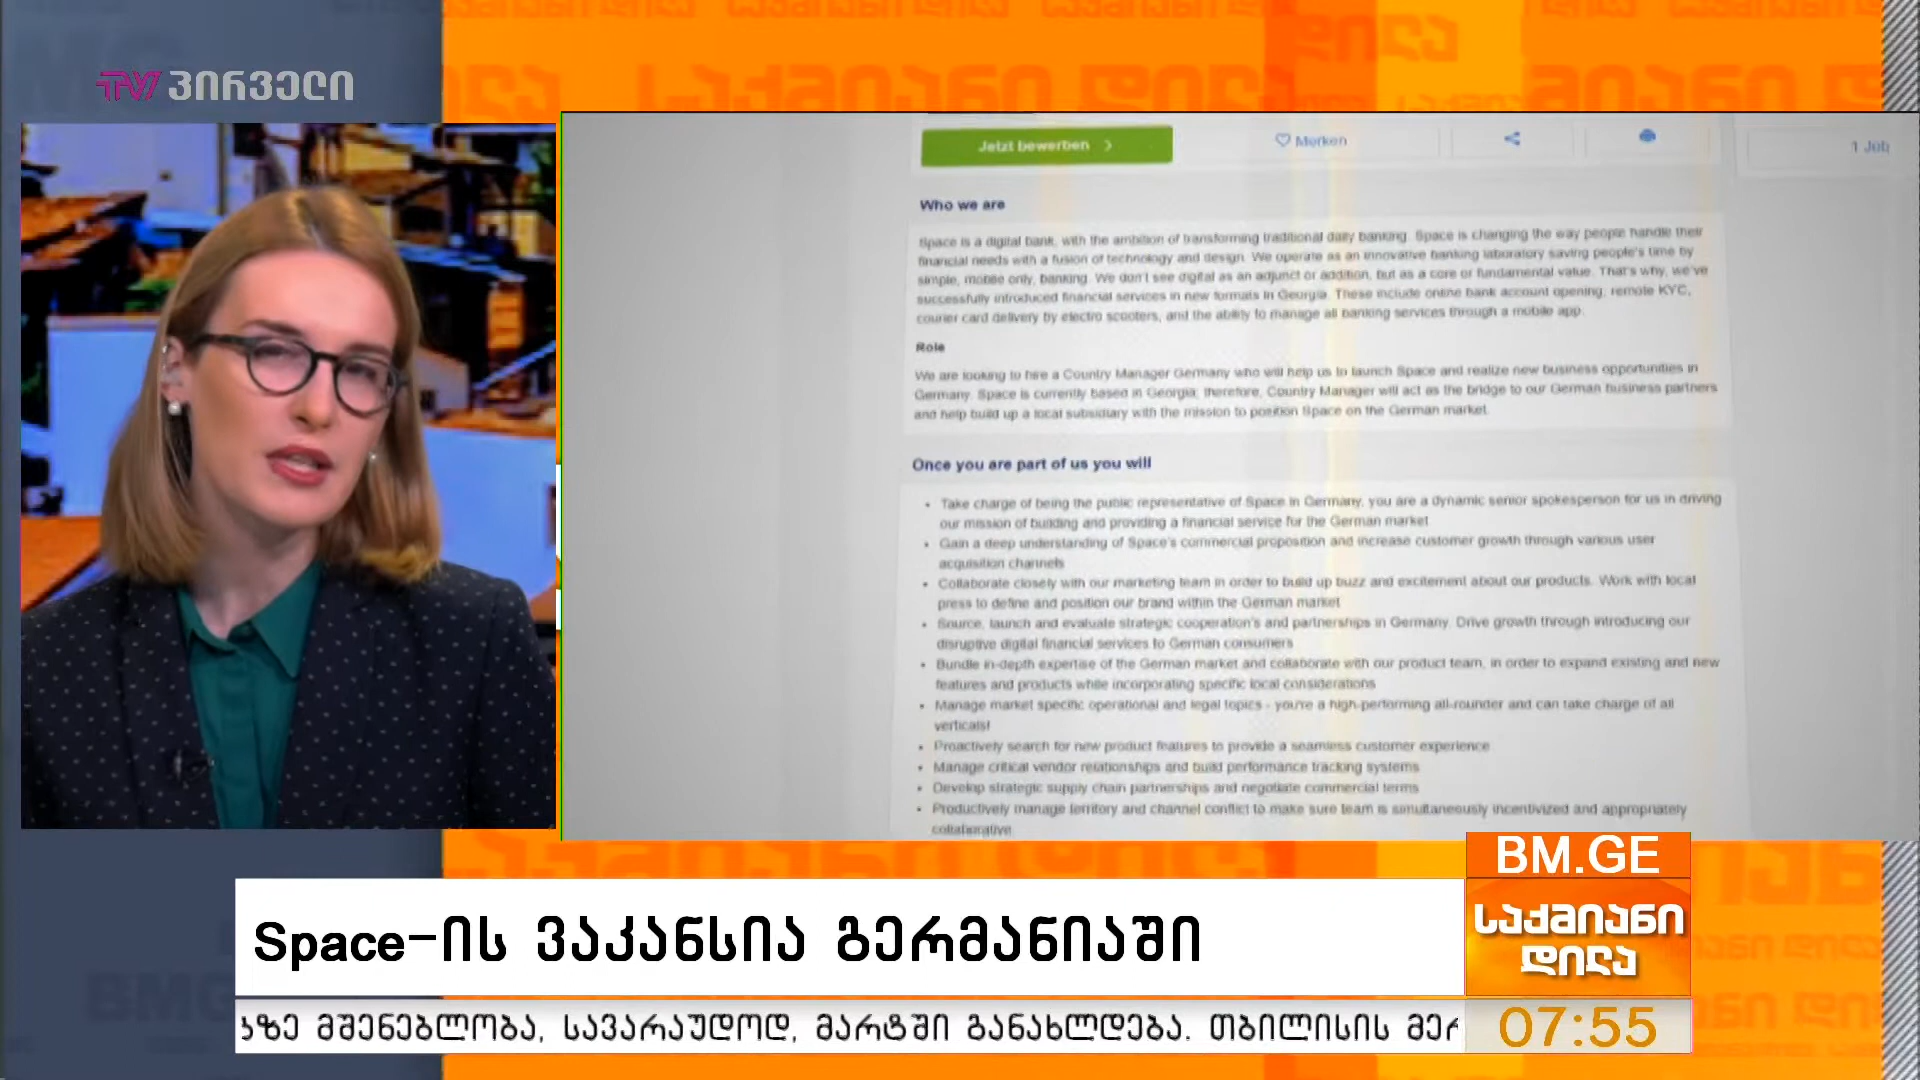 TV ᲞᲘᲠᲕᲔᲚᲘ
ᲡᲐᲥᲛᲘᲐᲜᲘ ᲓᲘᲚᲐ
Jetzt bewerben
Merken
1 Job
Who we are
Space is a digital bank, with the ambition of transforming traditional daily banking. Space is changing the way people handle their
financial needs with a fusion of technology and design. We operate as an innovative banking laboratory saving people's time by
simple, mobile only, banking. We don't see digital as an adjunct or addition, but as a core or fundamental value. That's why, we've
successfully introduced financial services in new formats in Georgia. These include online bank account opening, remote KYC,
courier card delivery by electro scooters, and the ability to manage all banking services through a mobile app.
Role
We are looking to hire a Country Manager Germany who will help us to launch Space and realize new business opportunities in
Germany. Space is currently based in Georgia, therefore, Country Manager will act as the bridge to our German business partners
and help build up a local subsidiary with the mission to position Space on the German market.
Once you are part of us you will
• Take charge of being the public representative of Space in Germany, you are a dynamic senior spokesperson for us in driving
our mission of building and providing a financial service for the German market
• Gain a deep understanding of Space's commercial proposition and increase customer growth through various user
acquisition channels
• Collaborate closely with our marketing team in order to build up buzz and excitement about our products. Work with local
press to define and position our brand within the German market
• Source, launch and evaluate strategic cooperation's and partnerships in Germany. Drive growth through introducing our
disruptive digital financial services to German consumers
• Bundle in-depth expertise of the German market and collaborate with our product team, in order to expand existing and new
features and products while incorporating specific local considerations
• Manage market specific operational and legal topics - you're a high-performing all-rounder and can take charge of all
verticals!
• Proactively search for new product features to provide a seamless customer experience
• Manage critical vendor relationships and build performance tracking systems
• Develop strategic supply chain partnerships and negotiate commercial terms
• Productively manage territory and channel conflict to make sure team is simultaneously incentivized and appropriately
collaborative
BM.GE
ᲡᲐᲥᲛᲘᲐᲜᲘ
ᲓᲘᲚᲐ
Space-ᲘᲡ ᲕᲐᲙᲐᲜᲡᲘᲐ ᲒᲔᲠᲛᲐᲜᲘᲐᲨᲘ
ᲖᲔ ᲛᲨᲔᲜᲔᲑᲚᲝᲑᲐ, ᲡᲐᲕᲐᲠᲐᲣᲓᲝᲓ, ᲛᲐᲠᲢᲨᲘ ᲒᲐᲜᲐᲮᲚᲓᲔᲑᲐ. ᲗᲑᲘᲚᲘᲡᲘᲡ ᲛᲔᲠ
07:55